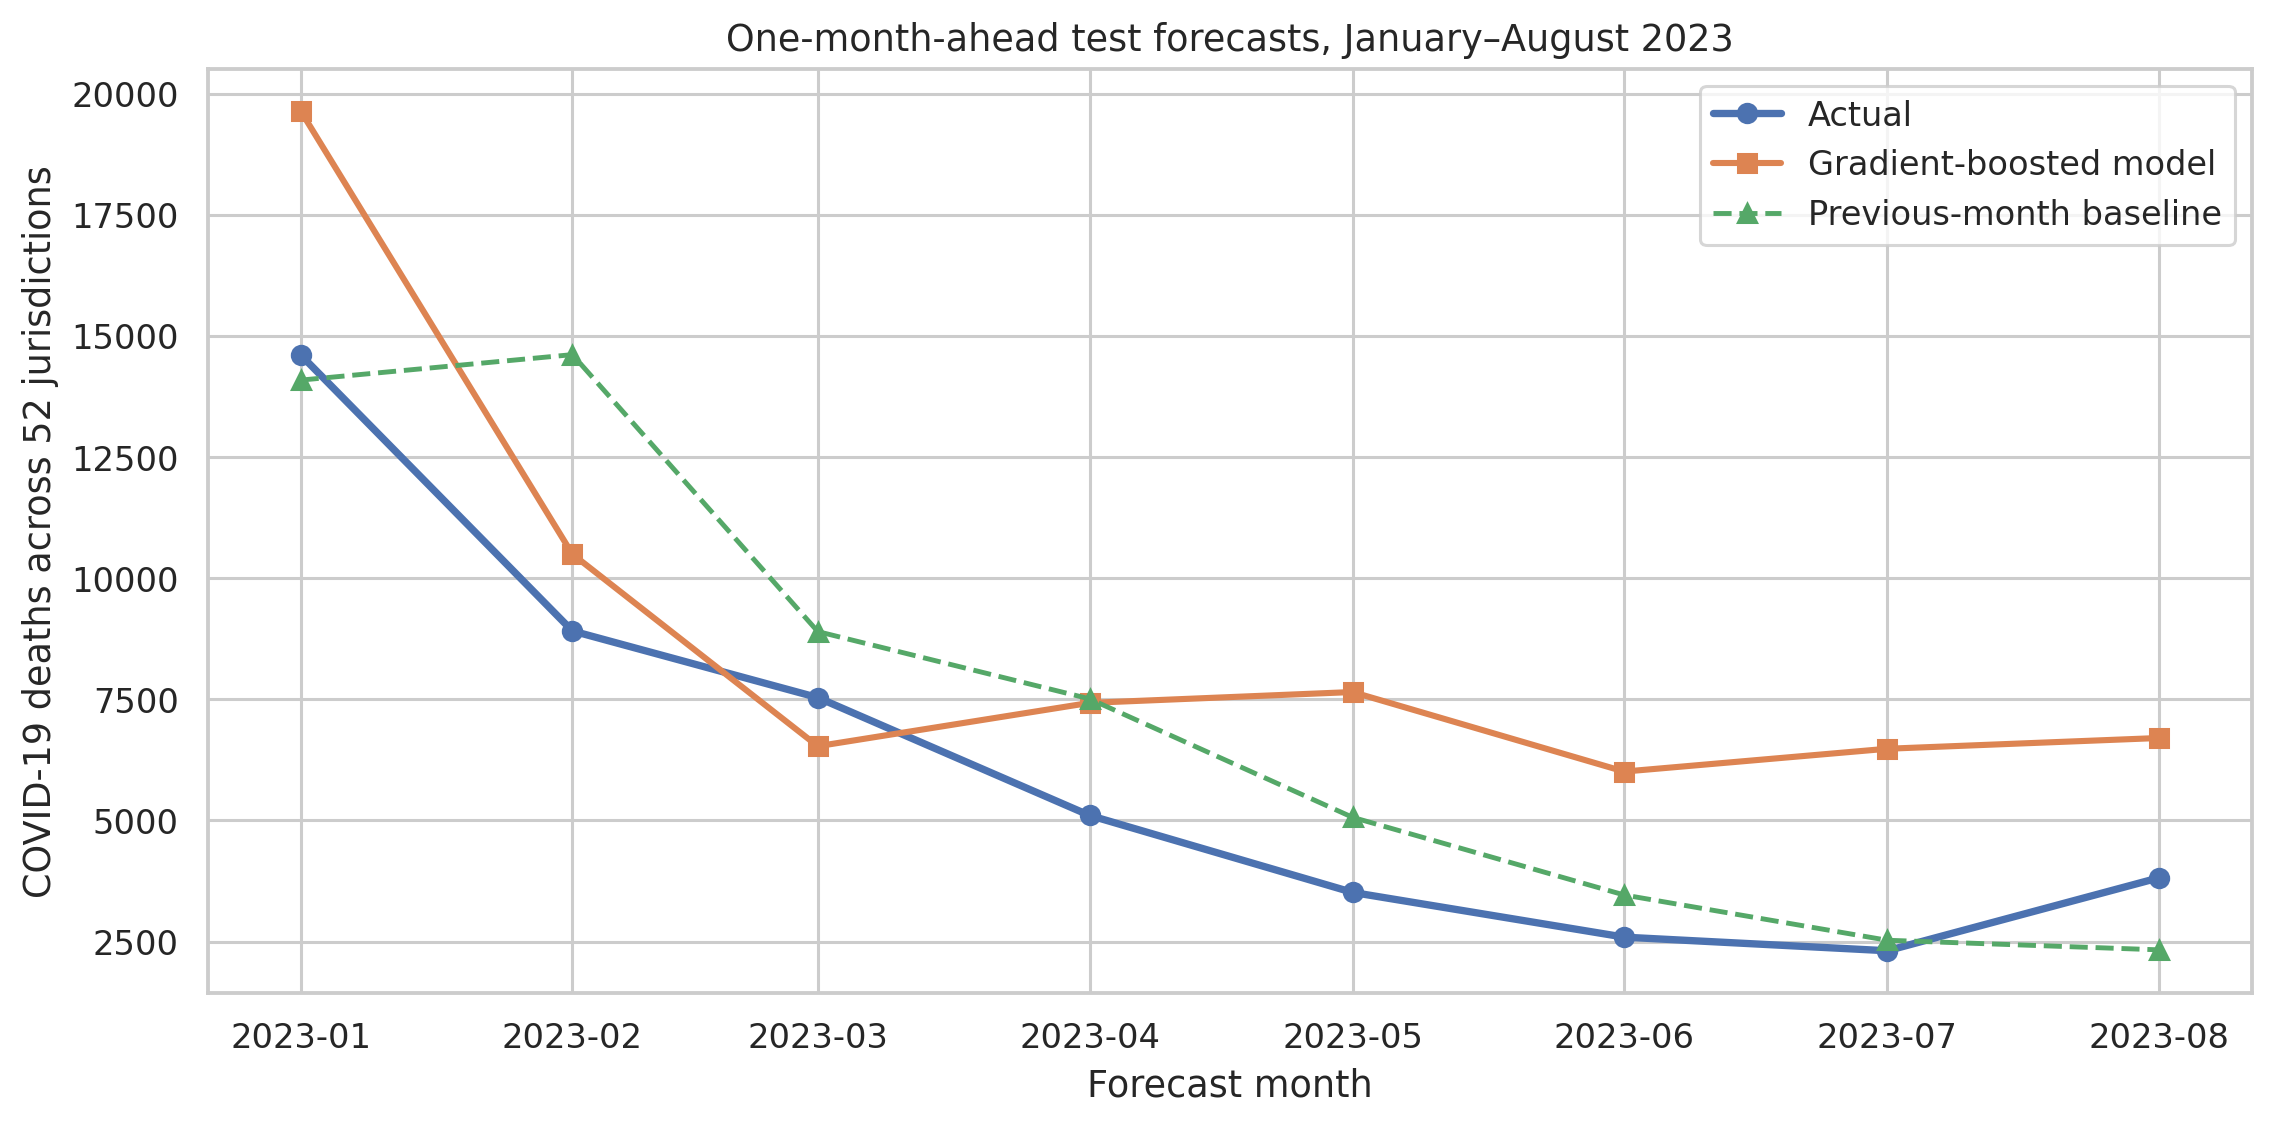 One-month-ahead test forecasts, January–August 2023
COVID-19 deaths across 52 jurisdictions
20000
17500
15000
12500
10000
7500
5000
2500
Actual
Gradient-boosted model
Previous-month baseline
2023-01 2023-02 2023-03 2023-04 2023-05 2023-06 2023-07 2023-08
Forecast month